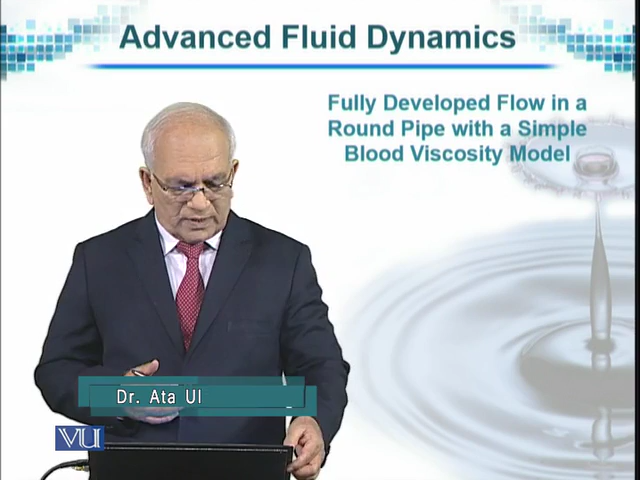 Advanced Fluid Dynamics
Fully Developed Flow in a
Round Pipe with a Simple
Blood Viscosity Model
Dr. Ata Ul
VU